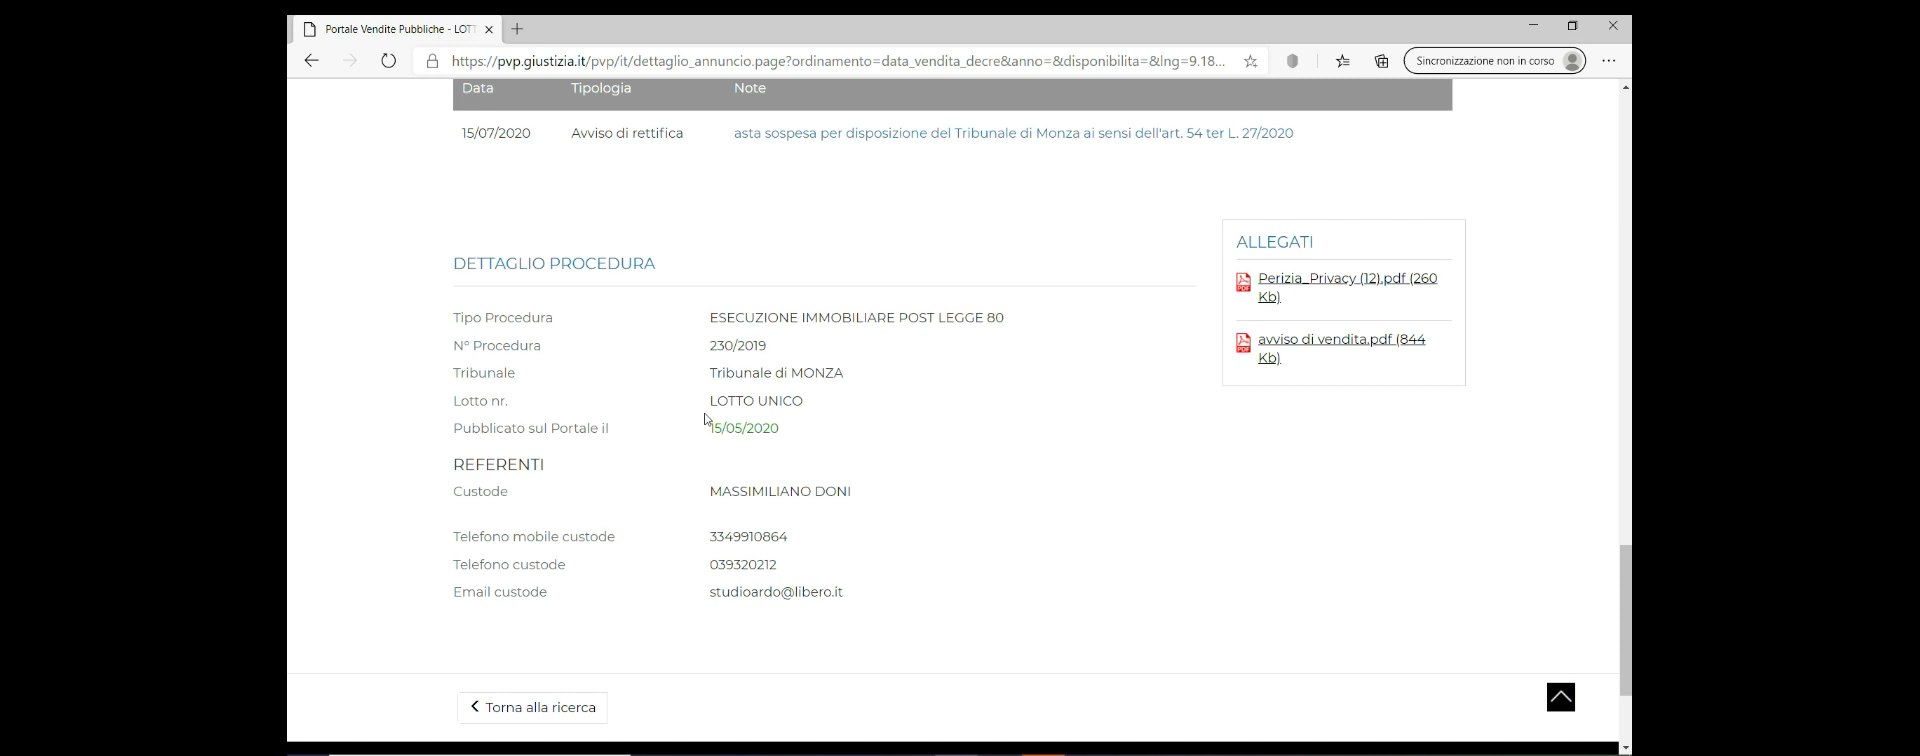 Portale Vendite Pubbliche - LOT
https://pvp.giustizia.it/pvp/it/dettaglio_annuncio.page?ordinamento=data_vendita_decre&anno=&disponibilita=&lng=9.18...
Sincronizzazione non in corso
Data Tipologia Note
15/07/2020 Avviso di rettifica asta sospesa per disposizione del Tribunale di Monza ai sensi dell'art. 54 ter L. 27/2020
DETTAGLIO PROCEDURA
Tipo Procedura ESECUZIONE IMMOBILIARE POST LEGGE 80
N° Procedura 230/2019
Tribunale Tribunale di MONZA
Lotto nr. LOTTO UNICO
Pubblicato sul Portale il 15/05/2020
REFERENTI
Custode MASSIMILIANO DONI
Telefono mobile custode 3349910864
Telefono custode 039320212
Email custode studioardo@libero.it
ALLEGATI
Perizia_Privacy (12).pdf (260
Kb)
avviso di vendita.pdf (844
Kb)
Torna alla ricerca